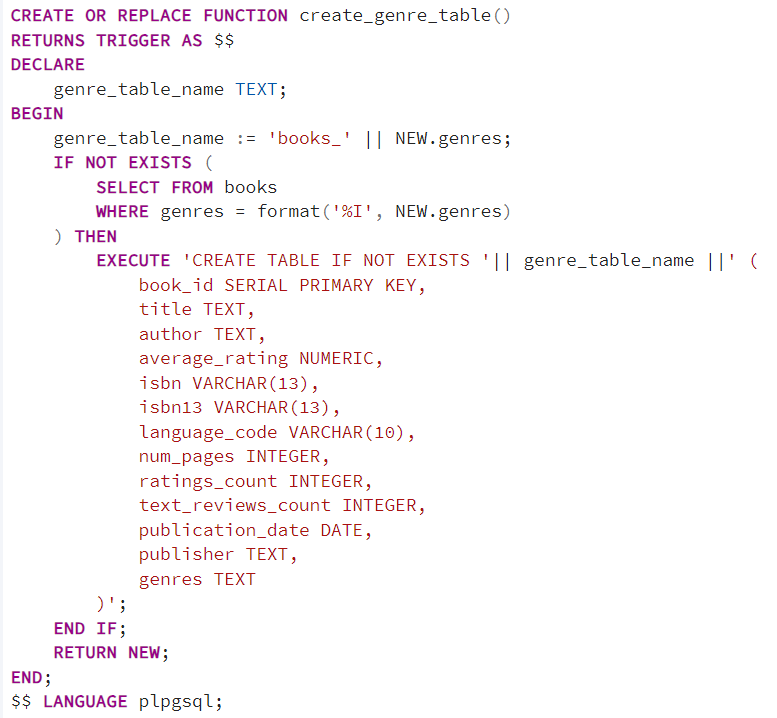 CREATE OR REPLACE FUNCTION create_genre_table()
RETURNS TRIGGER AS $$
DECLARE
    genre_table_name TEXT;
BEGIN
    genre_table_name := 'books_' || NEW.genres;
    IF NOT EXISTS (
        SELECT FROM books
        WHERE genres = format('%I', NEW.genres)
    ) THEN
        EXECUTE 'CREATE TABLE IF NOT EXISTS '|| genre_table_name ||' (
            book_id SERIAL PRIMARY KEY,
            title TEXT,
            author TEXT,
            average_rating NUMERIC,
            isbn VARCHAR(13),
            isbn13 VARCHAR(13),
            language_code VARCHAR(10),
            num_pages INTEGER,
            ratings_count INTEGER,
            text_reviews_count INTEGER,
            publication_date DATE,
            publisher TEXT,
            genres TEXT
        )';
    END IF;
    RETURN NEW;
END;
$$ LANGUAGE plpgsql;